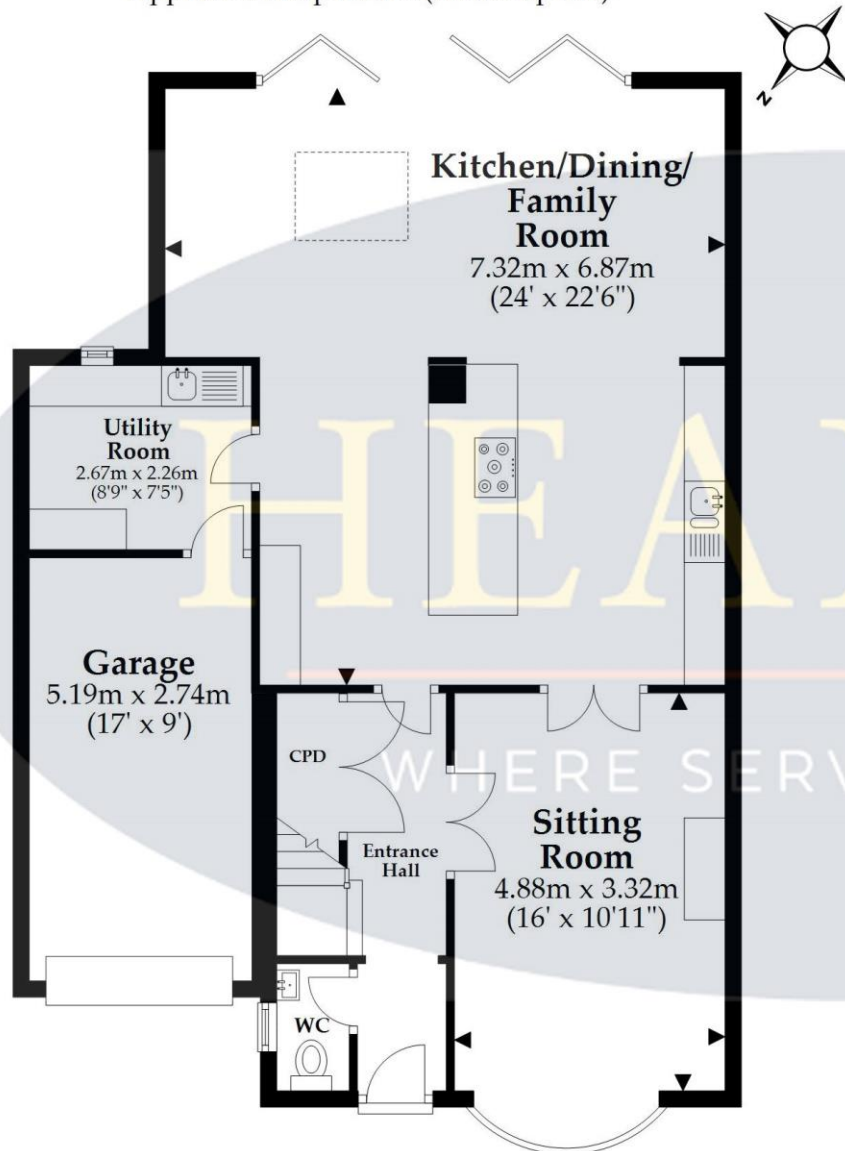 Kitchen/Dining/
Family
Room
7.32m x 6.87m
(24' x 22'6")
Utility
Room
2.67m x 2.26m
(8'9" x 7'5")
Garage
5.19m x 2.74m
(17' x 9')
CPD
Entrance
Hall
Sitting
Room
4.88m x 3.32m
(16' x 10'11")
WC
N
HEA
WHERE SERV